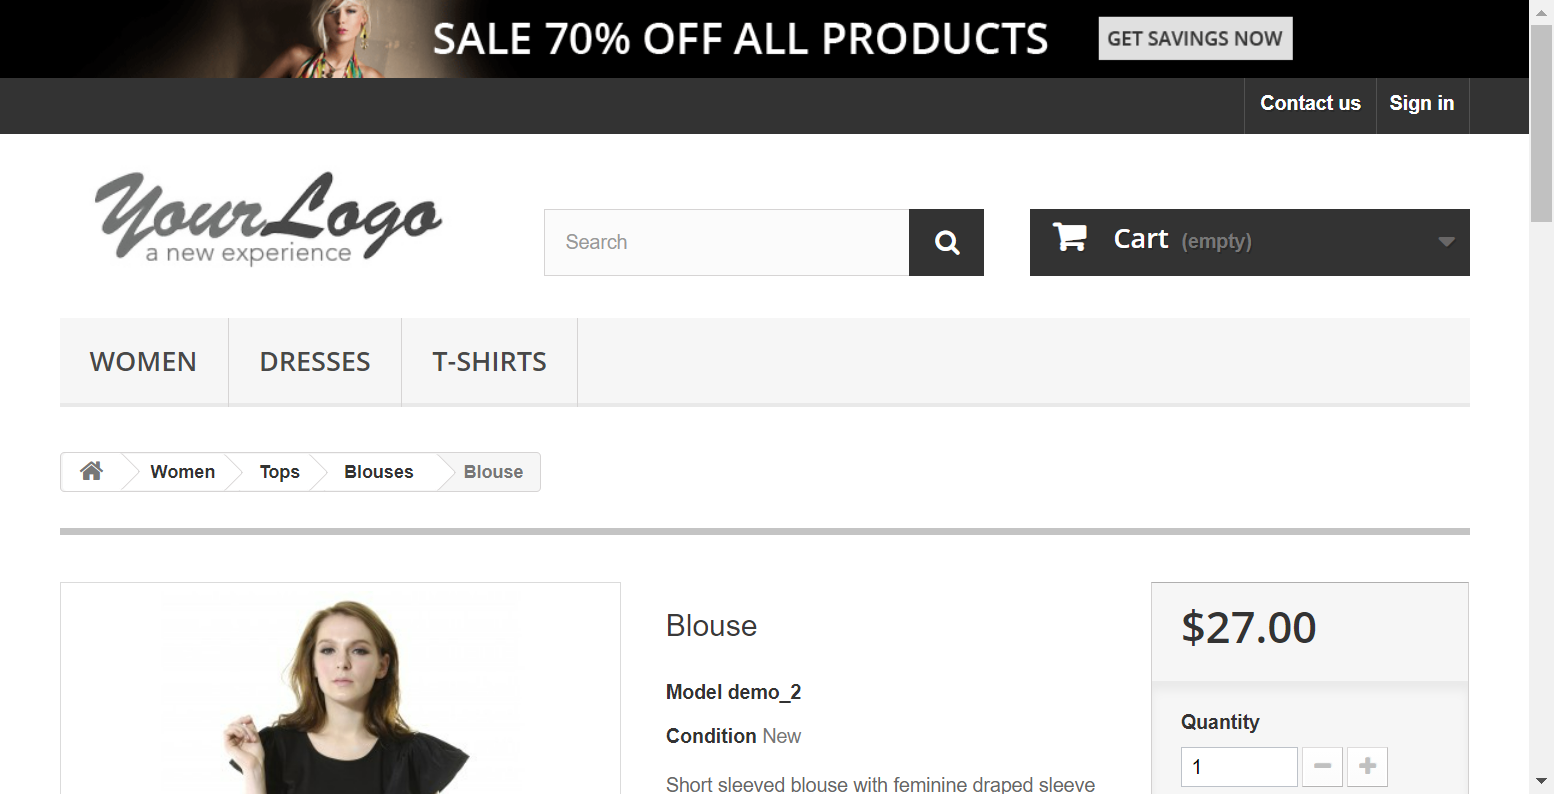 SALE 70% OFF ALL PRODUCTS
GET SAVINGS NOW
Contact us
Sign in
YourLogo
a new experience
Search
Cart (empty)
WOMEN
DRESSES
T-SHIRTS
Women
Tops
Blouses
Blouse
Blouse
Model demo_2
Condition New
Short sleeved blouse with feminine draped sleeve
$27.00
Quantity
1